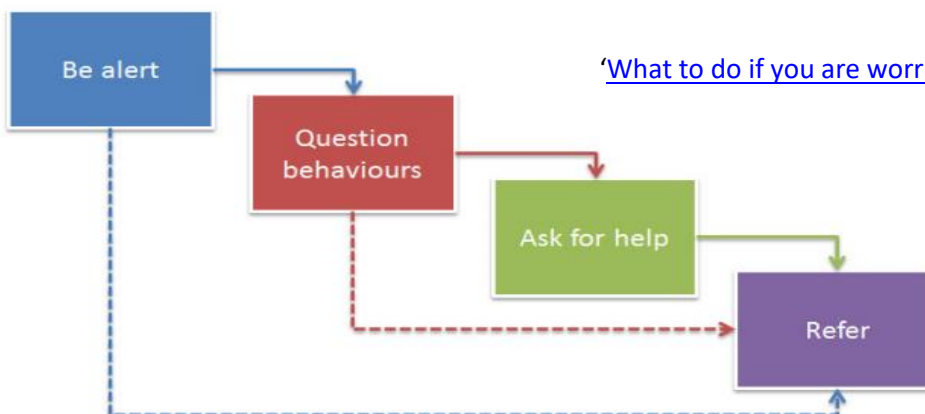 Be alert
‘What to do if you are worr
Question
behaviours
Ask for help
Refer